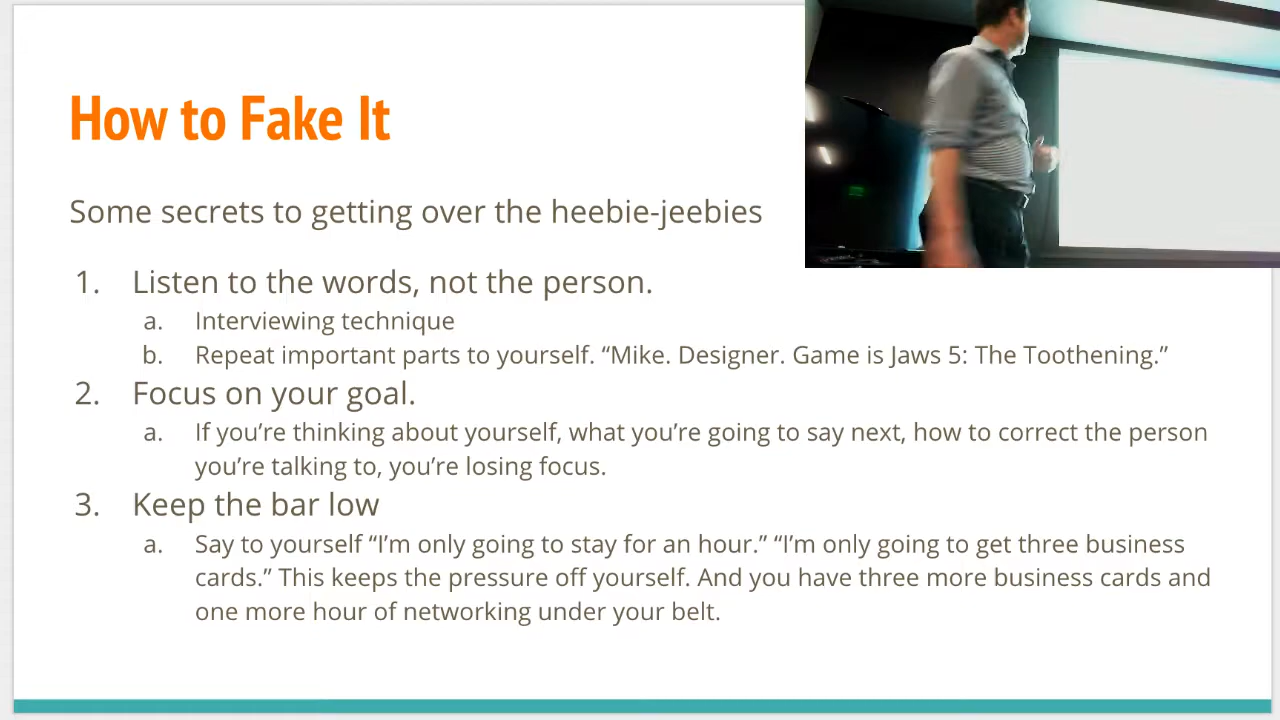 How to Fake It
Some secrets to getting over the heebie-jeebies
1. Listen to the words, not the person.
a. Interviewing technique
b. Repeat important parts to yourself. “Mike. Designer. Game is Jaws 5: The Toothening.”
2. Focus on your goal.
a. If you’re thinking about yourself, what you’re going to say next, how to correct the person
you’re talking to, you’re losing focus.
3. Keep the bar low
a. Say to yourself “I’m only going to stay for an hour.” “I’m only going to get three business
cards.” This keeps the pressure off yourself. And you have three more business cards and
one more hour of networking under your belt.